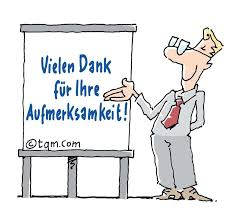 Vielen Dank
für Ihre
Aufmerksamkeit!
©tqm.com